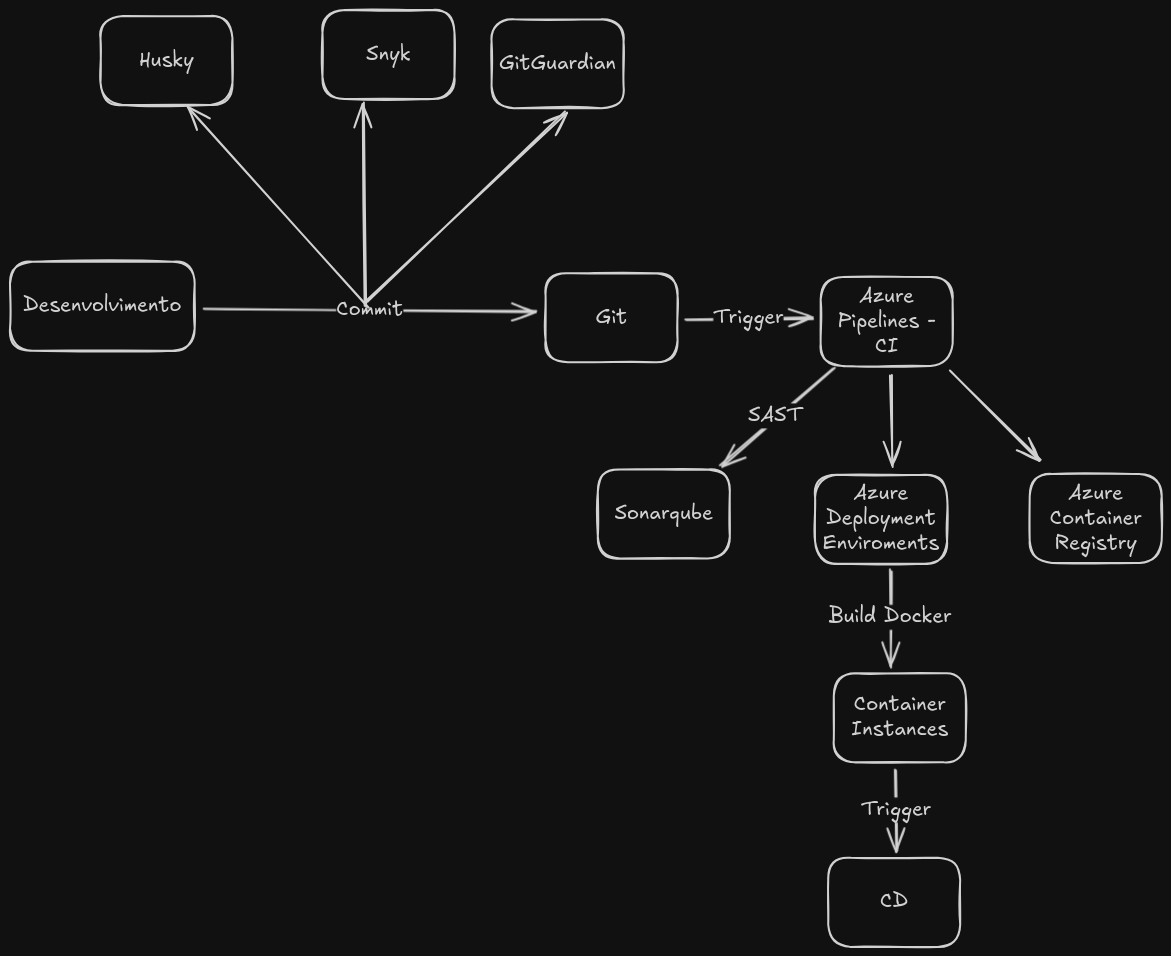 Husky
Snyk
GitGuardian
Desenvolvimento
Commit
Git
Trigger
Azure
Pipelines -
CI
SAST
Sonarqube
Azure
Deployment
Enviroments
Azure
Container
Registry
Build Docker
Container
Instances
Trigger
CD